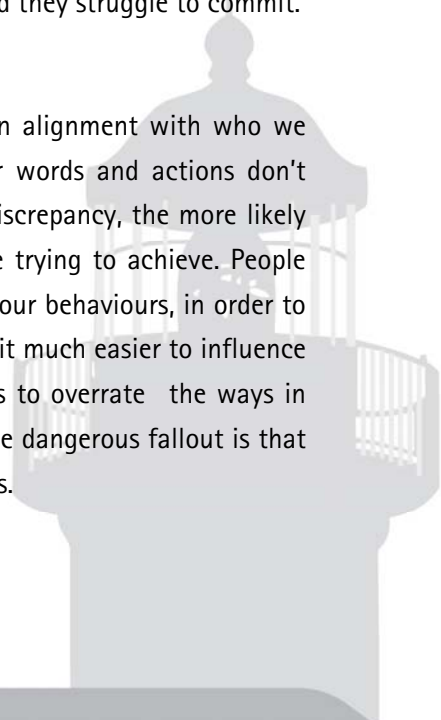 d they struggle to commit.
n alignment with who we
r words and actions don't
iscrepancy, the more likely
e trying to achieve. People
our behaviours, in order to
it much easier to influence
s to overrate the ways in
e dangerous fallout is that
s.